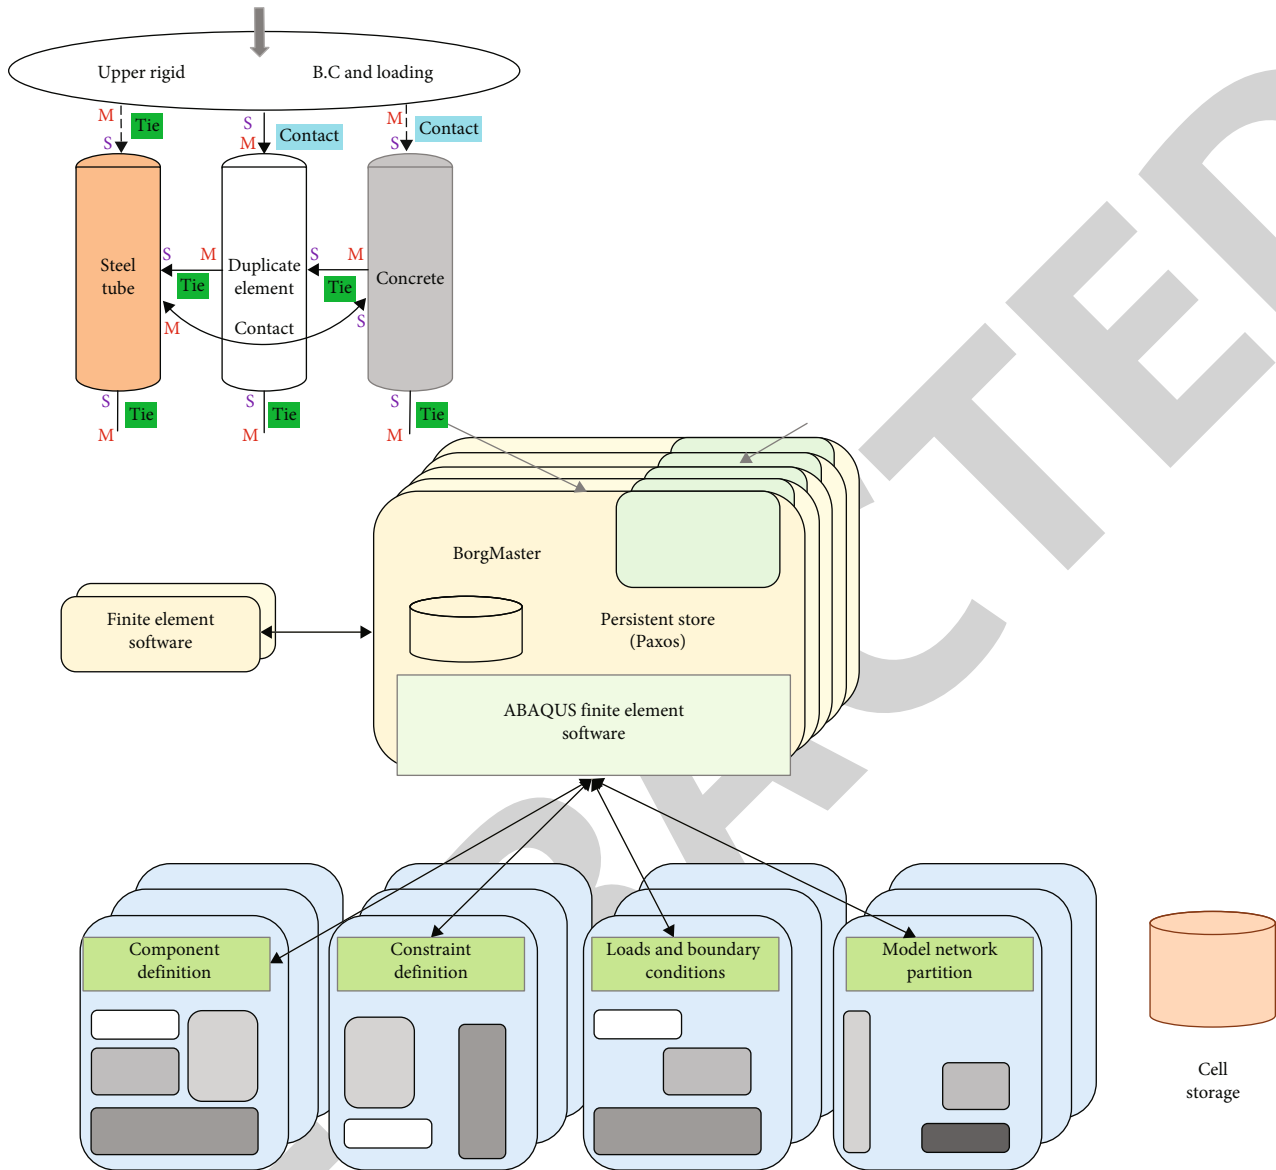 Upper rigid
B.C and loading
M
Tie
S
S
M
Contact
M
Contact
S
Steel
tube
S
M
Tie
Duplicate
element
S
M
Tie
Concrete
M
Contact
S
S
Tie
M
S
Tie
M
S
Tie
M
BorgMaster
Persistent store
(Paxos)
Finite element
software
ABAQUS finite element
software
Component
definition
Constraint
definition
Loads and boundary
conditions
Model network
partition
Cell
storage